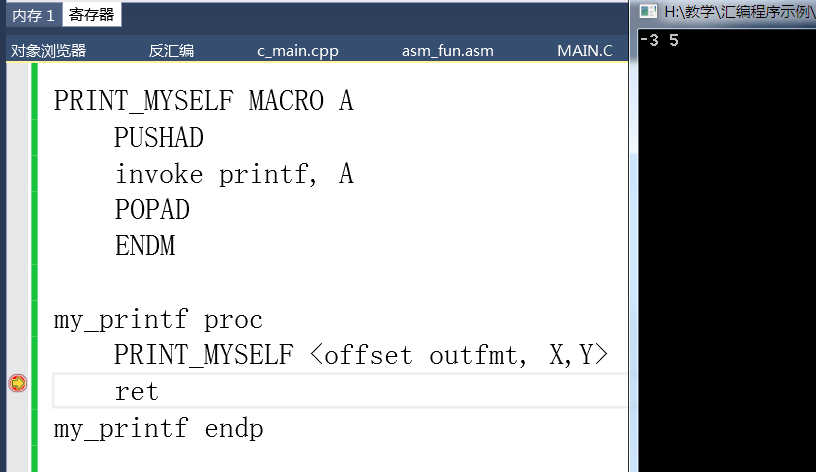 内存 1 寄存器
H:\教学\汇编程序示例\
对象浏览器 反汇编 c_main.cpp asm_fun.asm MAIN.C
-3 5
PRINT_MYSELF MACRO A
PUSHAD
invoke printf, A
POPAD
ENDM
my_printf proc
PRINT_MYSELF <offset outfmt, X,Y>
ret
my_printf endp